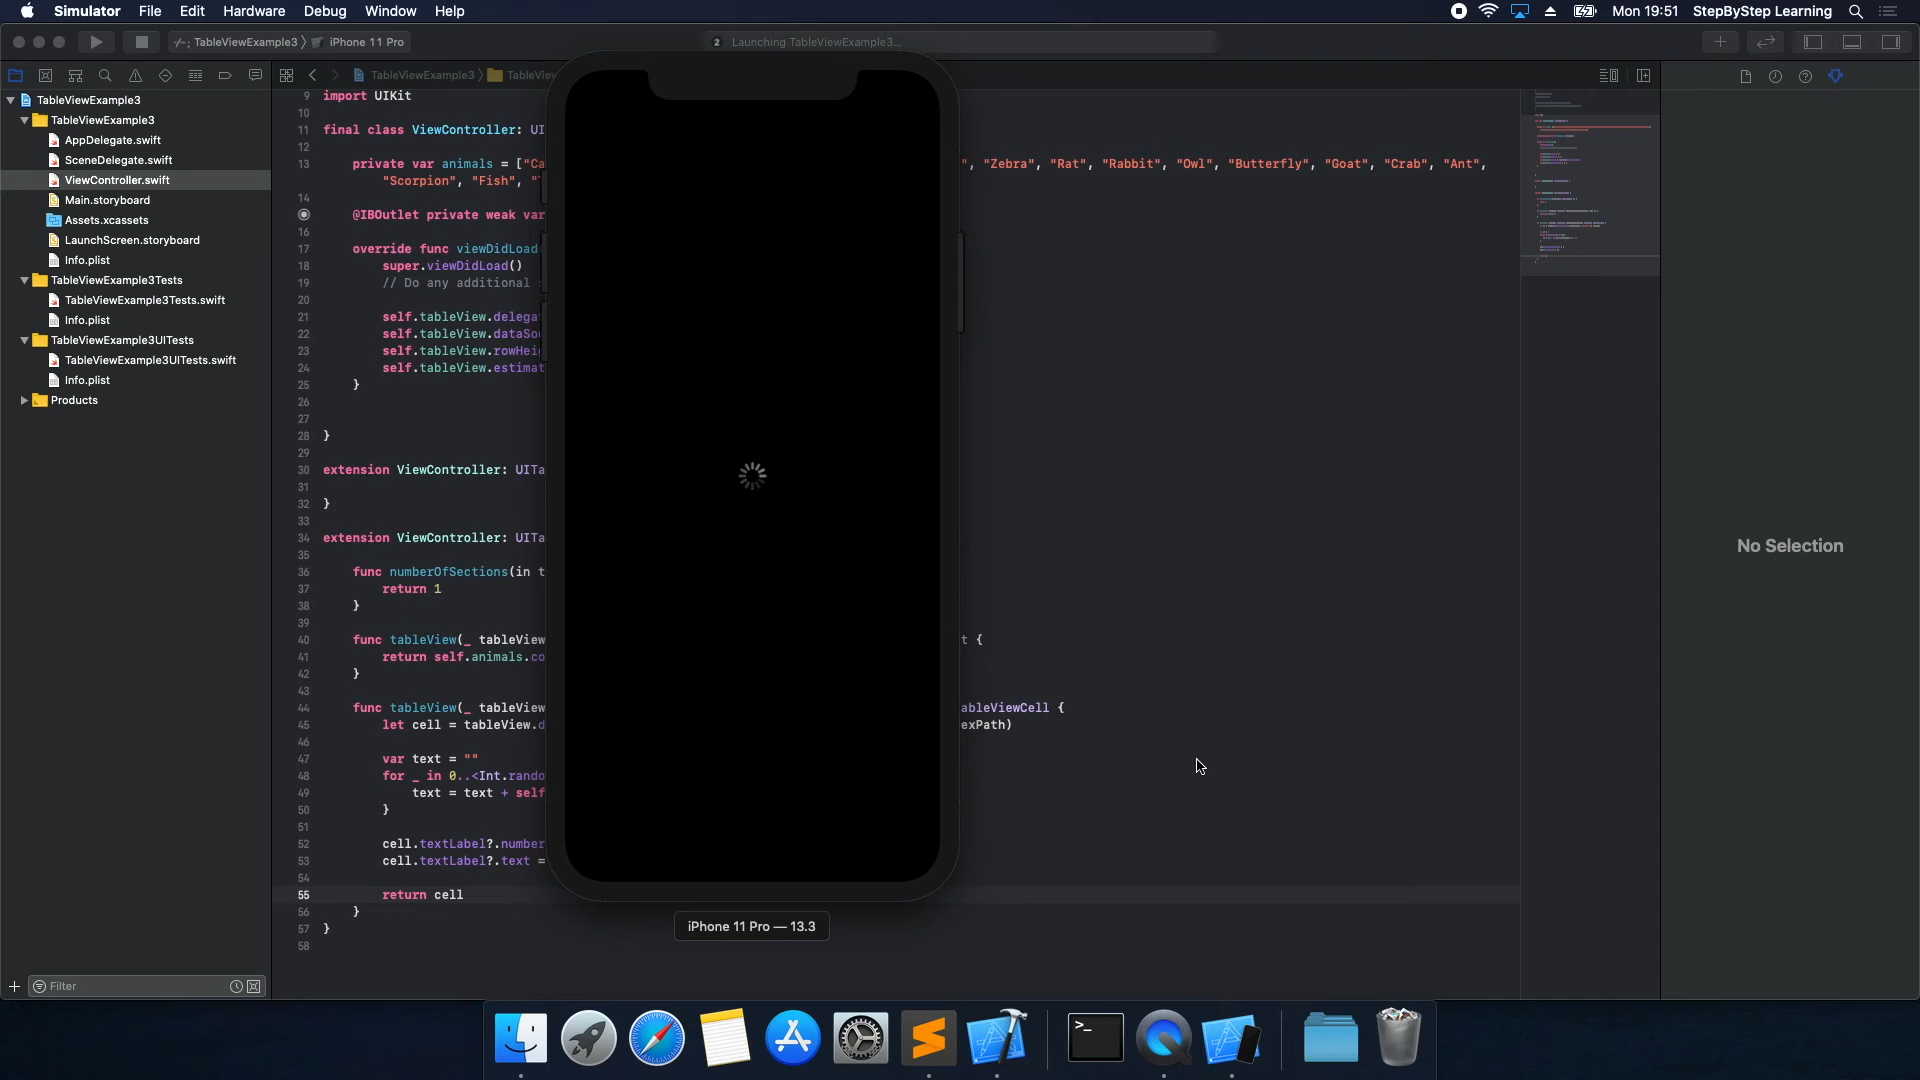 Simulator File Edit Hardware Debug Window Help Mon 19:51 StepByStep Learning
TableViewExample3 iPhone 11 Pro 2 Launching TableViewExample3...
TableViewExample3 TableView
TableViewExample3
TableViewExample3
AppDelegate.swift
SceneDelegate.swift
ViewController.swift
Main.storyboard
Assets.xcassets
LaunchScreen.storyboard
Info.plist
TableViewExample3Tests
TableViewExample3Tests.swift
Info.plist
TableViewExample3UITests
TableViewExample3UITests.swift
Info.plist
Products
Filter
9 import UIKit
10
11 final class ViewController: UI
12
13 private var animals = ["Ca ", "Zebra", "Rat", "Rabbit", "Owl", "Butterfly", "Goat", "Crab", "Ant",
"Scorpion", "Fish", "
14
@IBOutlet private weak var
16
17 override func viewDidLoad
18 super.viewDidLoad()
19 // Do any additional
20
21 self.tableView.delega
22 self.tableView.dataSo
23 self.tableView.rowHei
24 self.tableView.estimat
25 }
26
27
28 }
29
30 extension ViewController: UITa
31
32 }
33
34 extension ViewController: UITa
35
36 func numberOfSections(in t
37 return 1
38 }
39
40 func tableView(_ tableView t {
41 return self.animals.co
42 }
43
44 func tableView(_ tableView ableViewCell {
45 let cell = tableView.d exPath)
46
47 var text = ""
48 for _ in 0..<Int.rando
49 text = text + self
50 }
51
52 cell.textLabel?.number
53 cell.textLabel?.text =
54
55 return cell
56 }
57 }
58
iPhone 11 Pro — 13.3
No Selection
>_